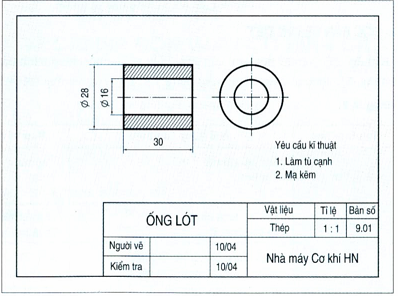 Ø 28
Ø 16
30
Yêu cầu kĩ thuật
1. Làm tù cạnh
2. Mạ kẽm
ỐNG LÓT
Vật liệu
Tỉ lệ
Bản số
Thép
1 : 1
9.01
Người vẽ
10/04
Nhà máy Cơ khí HN
Kiểm tra
10/04